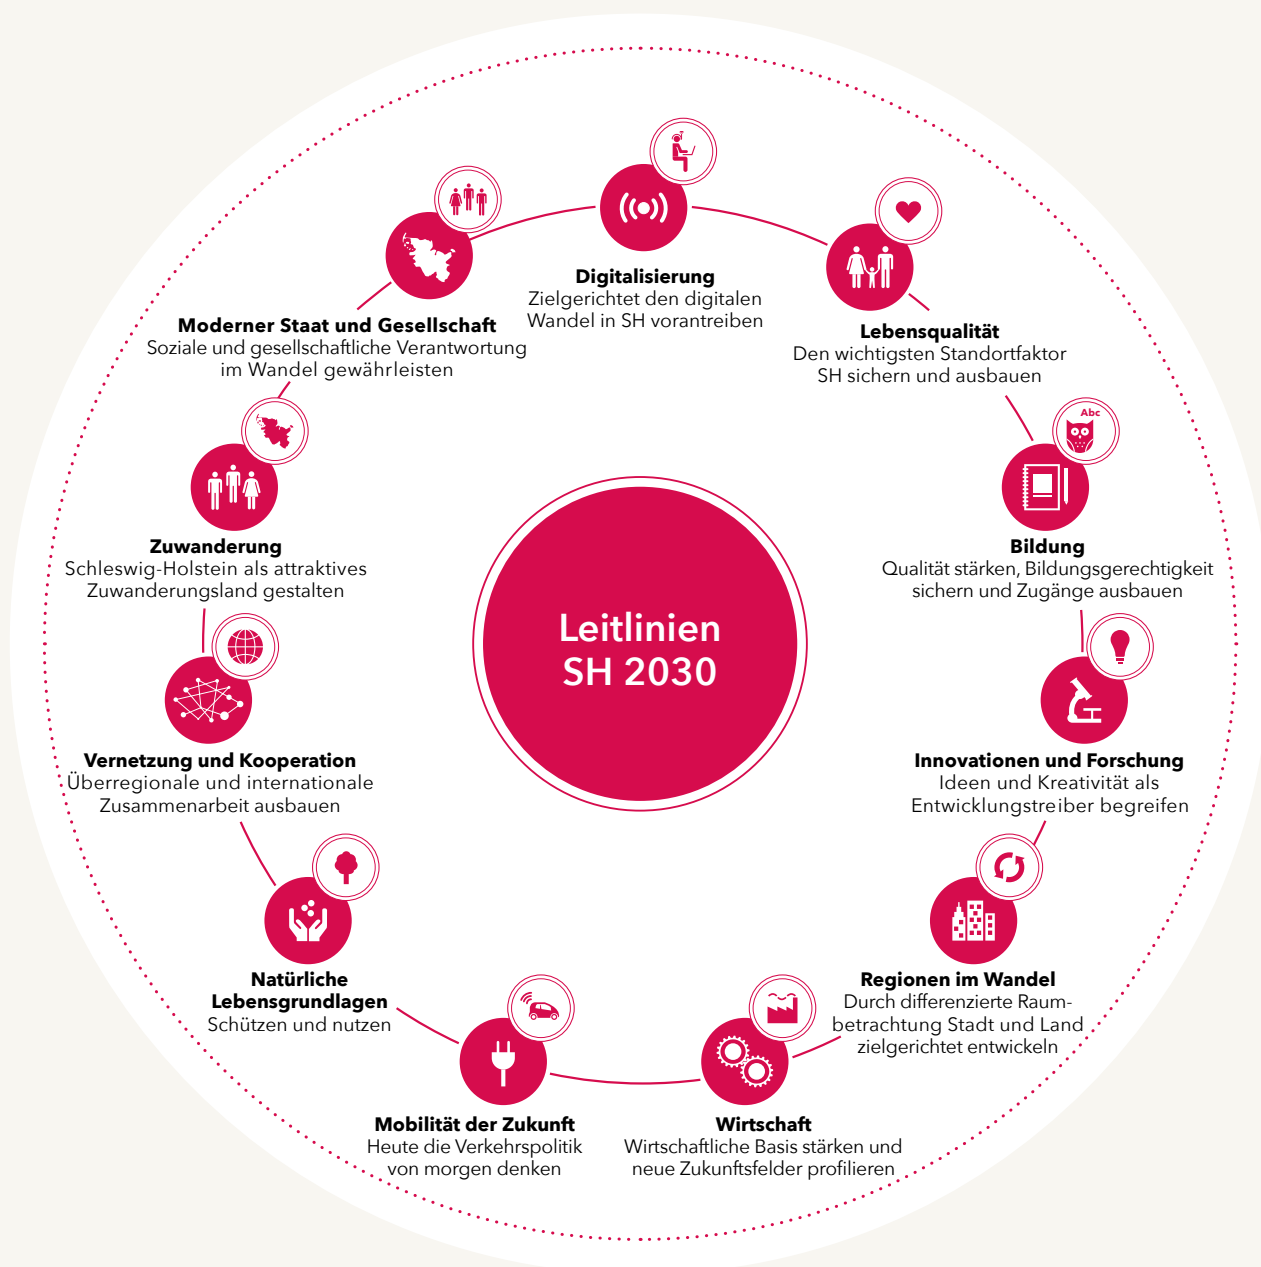 Digitalisierung
Zielgerichtet den digitalen
Wandel in SH vorantreiben
Lebensqualität
Den wichtigsten Standortfaktor
SH sichern und ausbauen
Abc
Bildung
Qualität stärken, Bildungsgerechtigkeit
sichern und Zugänge ausbauen
Innovationen und Forschung
Ideen und Kreativität als
Entwicklungstreiber begreifen
Regionen im Wandel
Durch differenzierte Raum-
betrachtung Stadt und Land
zielgerichtet entwickeln
Wirtschaft
Wirtschaftliche Basis stärken und
neue Zukunftsfelder profilieren
Mobilität der Zukunft
Heute die Verkehrspolitik
von morgen denken
Natürliche
Lebensgrundlagen
Schützen und nutzen
Vernetzung und Kooperation
Überregionale und internationale
Zusammenarbeit ausbauen
Zuwanderung
Schleswig-Holstein als attraktives
Zuwanderungsland gestalten
Moderner Staat und Gesellschaft
Soziale und gesellschaftliche Verantwortung
im Wandel gewährleisten
Leitlinien
SH 2030